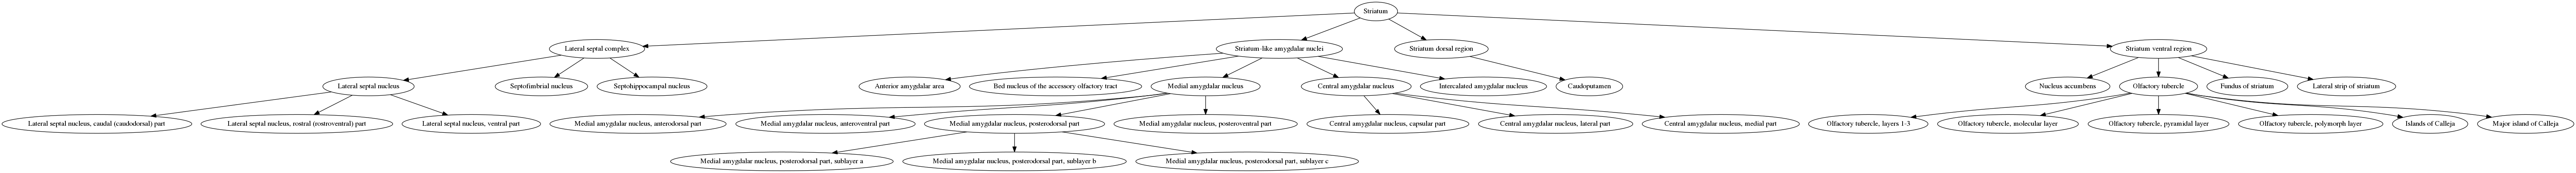 Striatum
Lateral septal complex
Striatum-like amygdalar nuclei
Striatum dorsal region
Striatum ventral region
Lateral septal nucleus
Septofimbrial nucleus
Septohippocampal nucleus
Anterior amygdalar area
Bed nucleus of the accessory olfactory tract
Medial amygdalar nucleus
Central amygdalar nucleus
Intercalated amygdalar nucleus
Caudoputamen
Nucleus accumbens
Olfactory tubercle
Fundus of striatum
Lateral strip of striatum
Lateral septal nucleus, caudal (caudodorsal) part
Lateral septal nucleus, rostral (rostroventral) part
Lateral septal nucleus, ventral part
Medial amygdalar nucleus, anterodorsal part
Medial amygdalar nucleus, anteroventral part
Medial amygdalar nucleus, posterodorsal part
Medial amygdalar nucleus, posteroventral part
Central amygdalar nucleus, capsular part
Central amygdalar nucleus, lateral part
Central amygdalar nucleus, medial part
Olfactory tubercle, layers 1-3
Olfactory tubercle, molecular layer
Olfactory tubercle, pyramidal layer
Olfactory tubercle, polymorph layer
Islands of Calleja
Major island of Calleja
Medial amygdalar nucleus, posterodorsal part, sublayer a
Medial amygdalar nucleus, posterodorsal part, sublayer b
Medial amygdalar nucleus, posterodorsal part, sublayer c